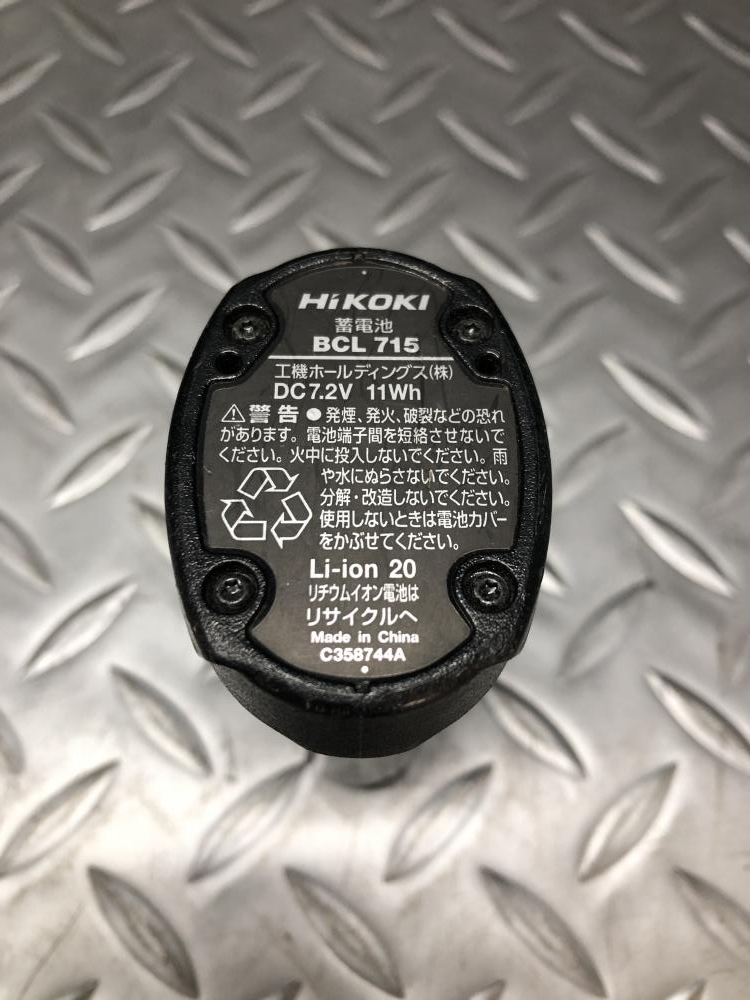 HiKOKI
蓄電池
BCL 715
工機ホールディングス(株)
DC7.2V 11Wh
⚠警告 ●発煙、発火、破裂などの恐れ
があります。電池端子間を短絡させないで
ください。火中に投入しないでください。雨
や水にぬらさないでください。
分解・改造しないでください。
使用しないときは電池カバー
をかぶせてください。
Li-ion 20
リチウムイオン電池は
リサイクルへ
Made in China
C358744A